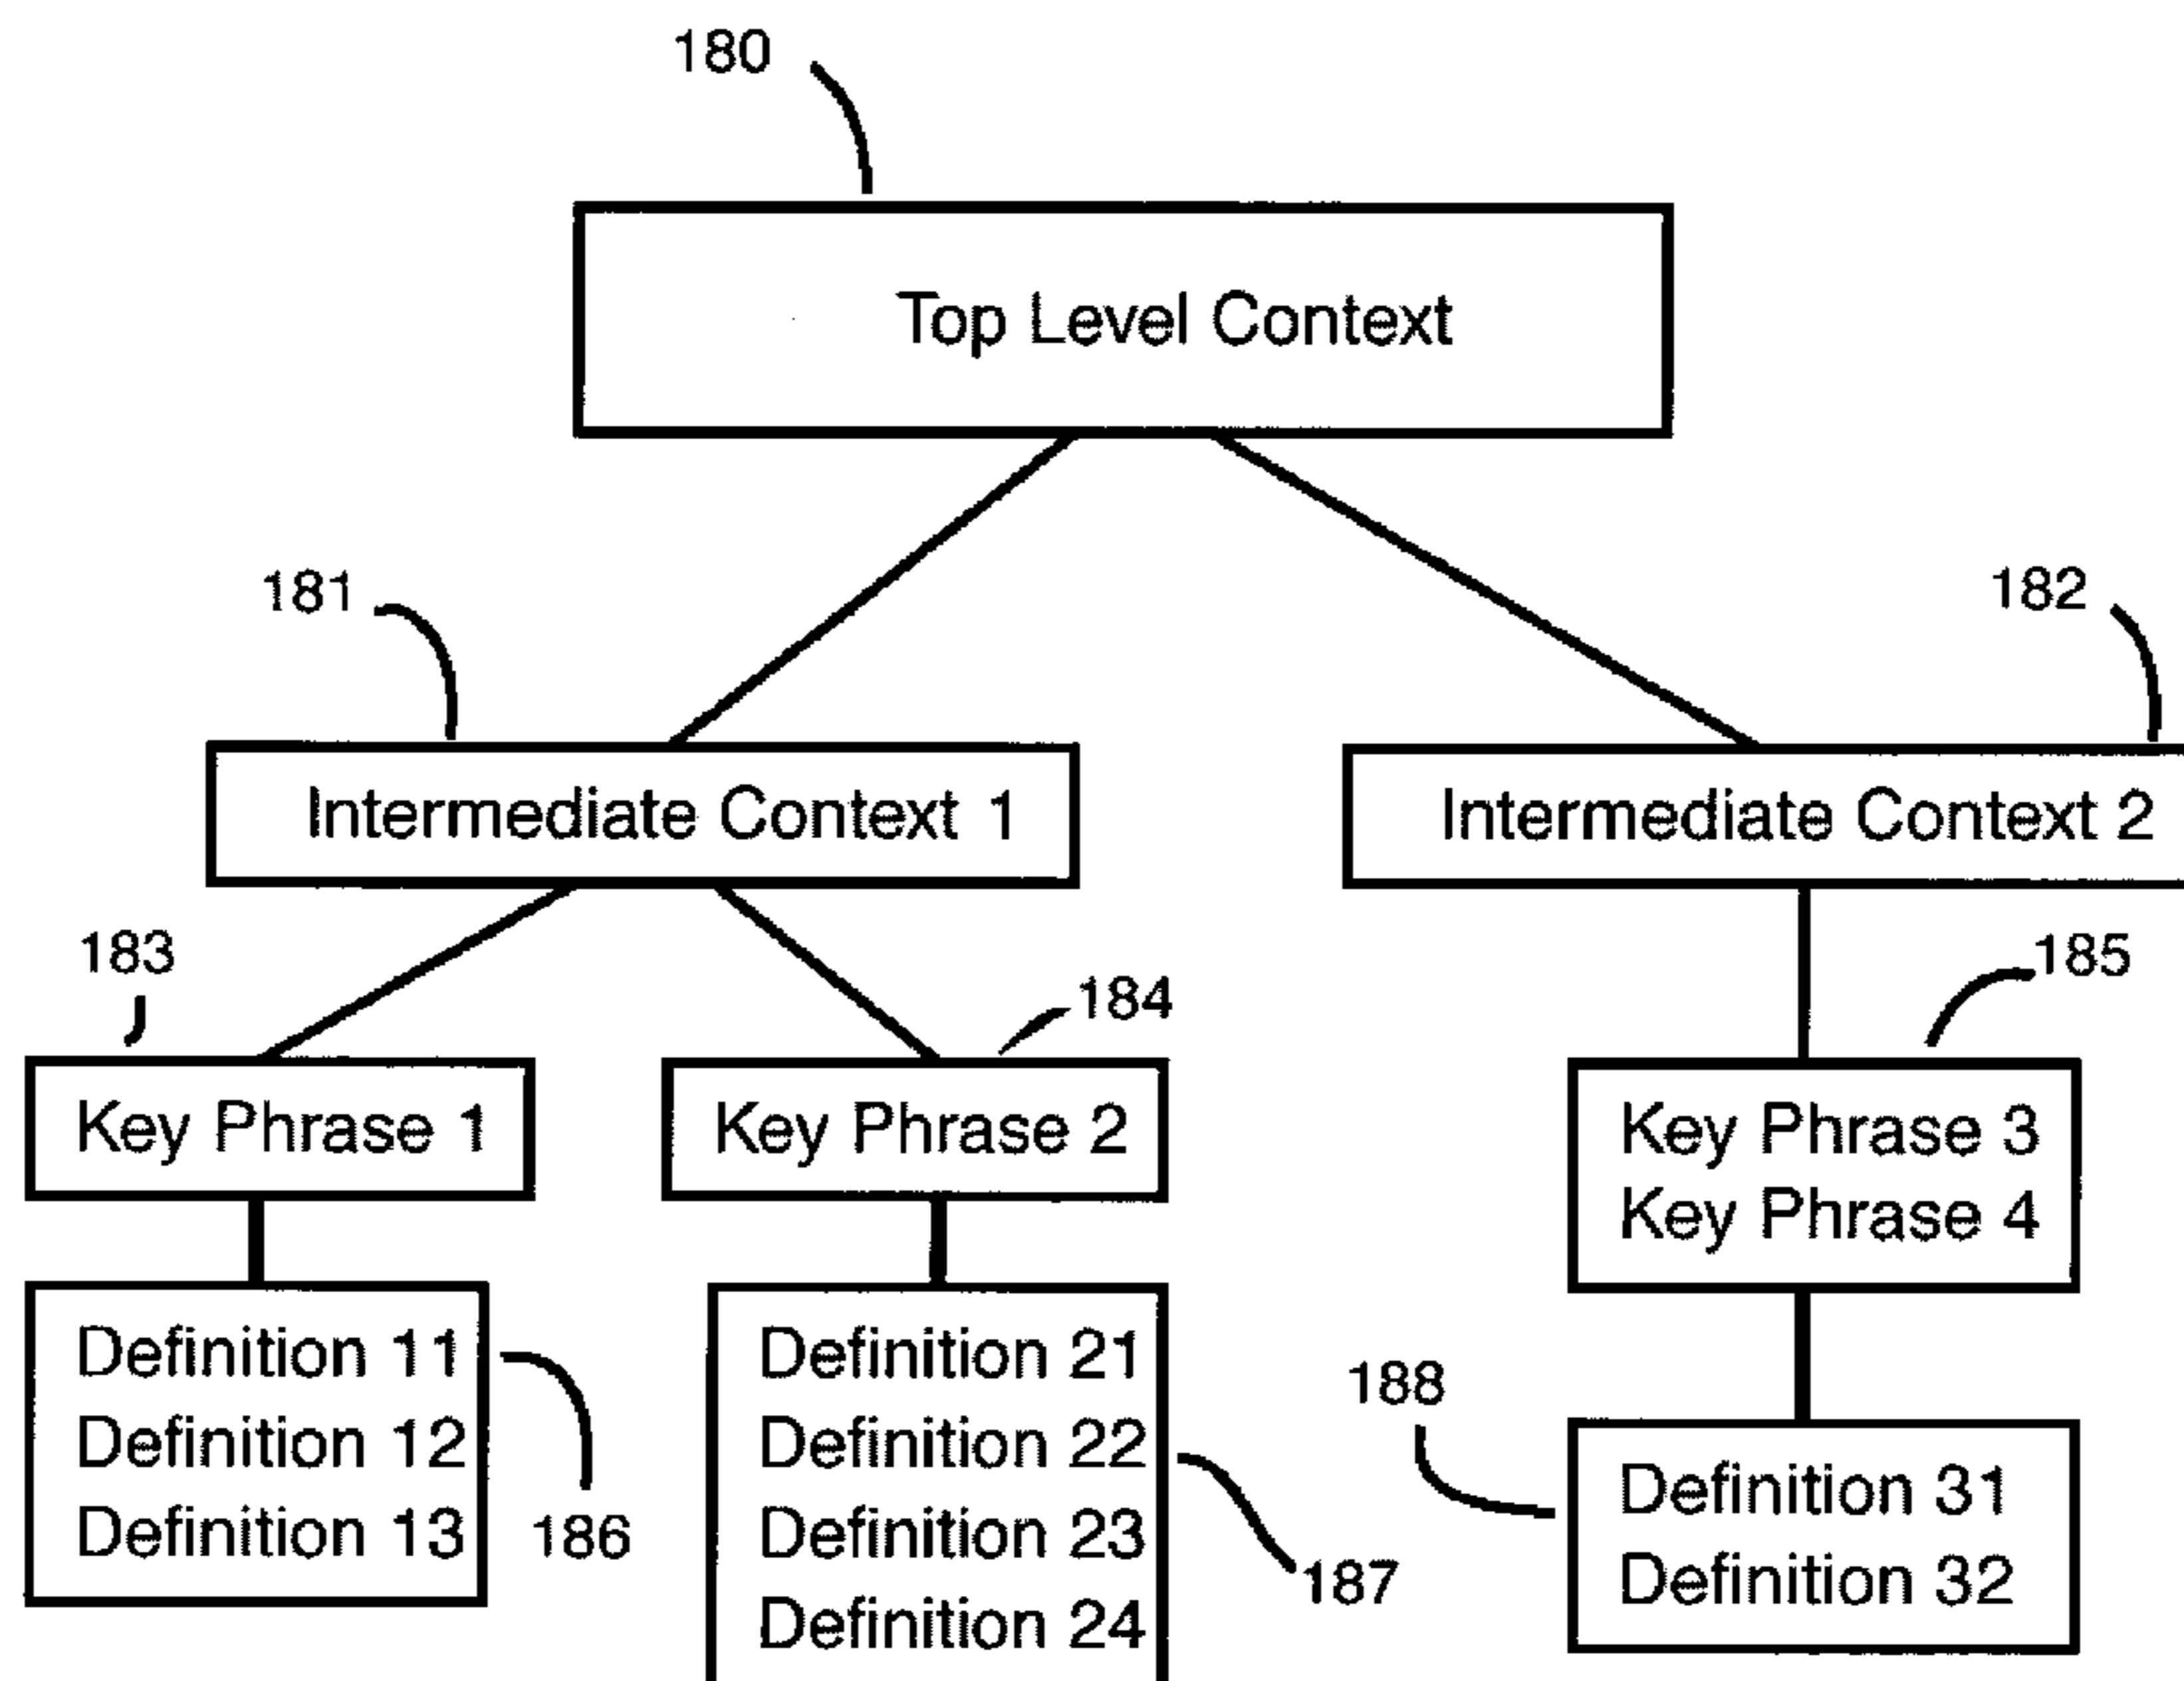 180
Top Level Context
181
182
Intermediate Context 1
Intermediate Context 2
183
184
185
Key Phrase 1
Key Phrase 2
Key Phrase 3
Key Phrase 4
Definition 11
Definition 12
Definition 13
186
Definition 21
Definition 22
Definition 23
Definition 24
187
188
Definition 31
Definition 32